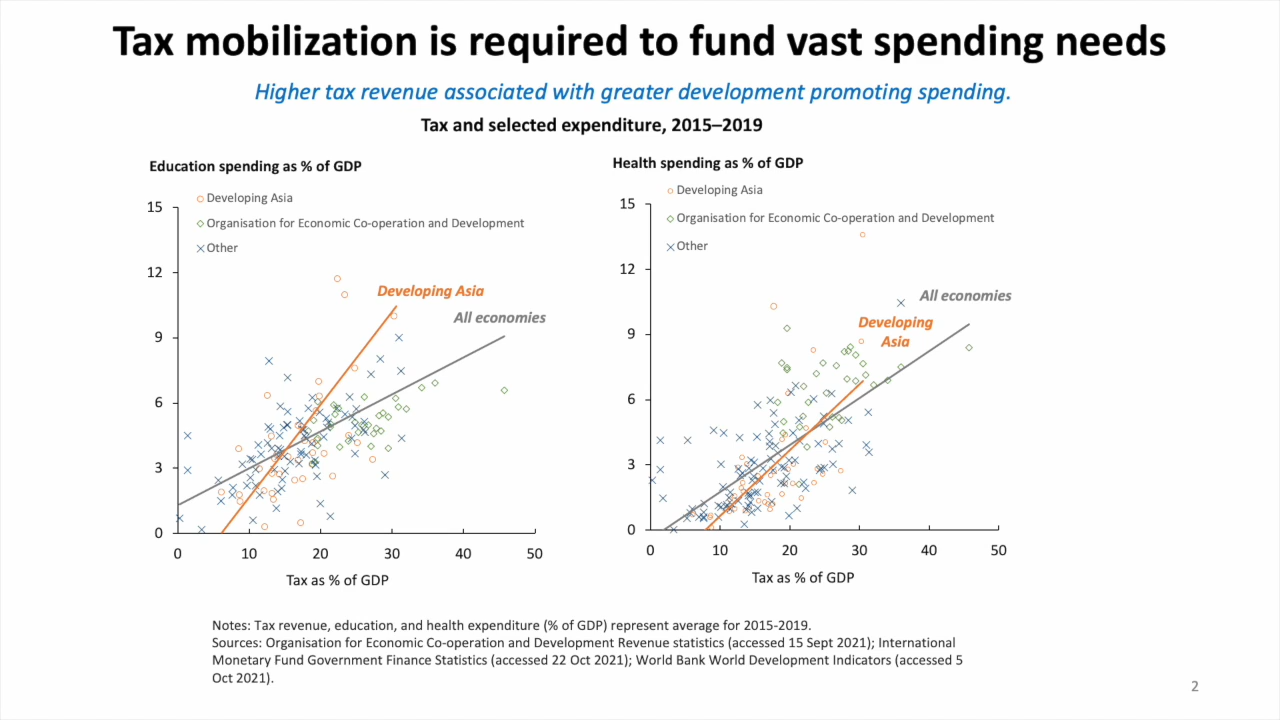 Tax mobilization is required to fund vast spending needs
Higher tax revenue associated with greater development promoting spending.
Tax and selected expenditure, 2015–2019
Education spending as % of GDP
Developing Asia
Organisation for Economic Co-operation and Development
Other
15
12
9
6
3
0
Developing Asia
All economies
0 10 20 30 40 50
Tax as % of GDP
Health spending as % of GDP
Developing Asia
Organisation for Economic Co-operation and Development
Other
15
12
9
6
3
0
All economies
Developing
Asia
0 10 20 30 40 50
Tax as % of GDP
Notes: Tax revenue, education, and health expenditure (% of GDP) represent average for 2015-2019.
Sources: Organisation for Economic Co-operation and Development Revenue statistics (accessed 15 Sept 2021); International
Monetary Fund Government Finance Statistics (accessed 22 Oct 2021); World Bank World Development Indicators (accessed 5
Oct 2021).
2